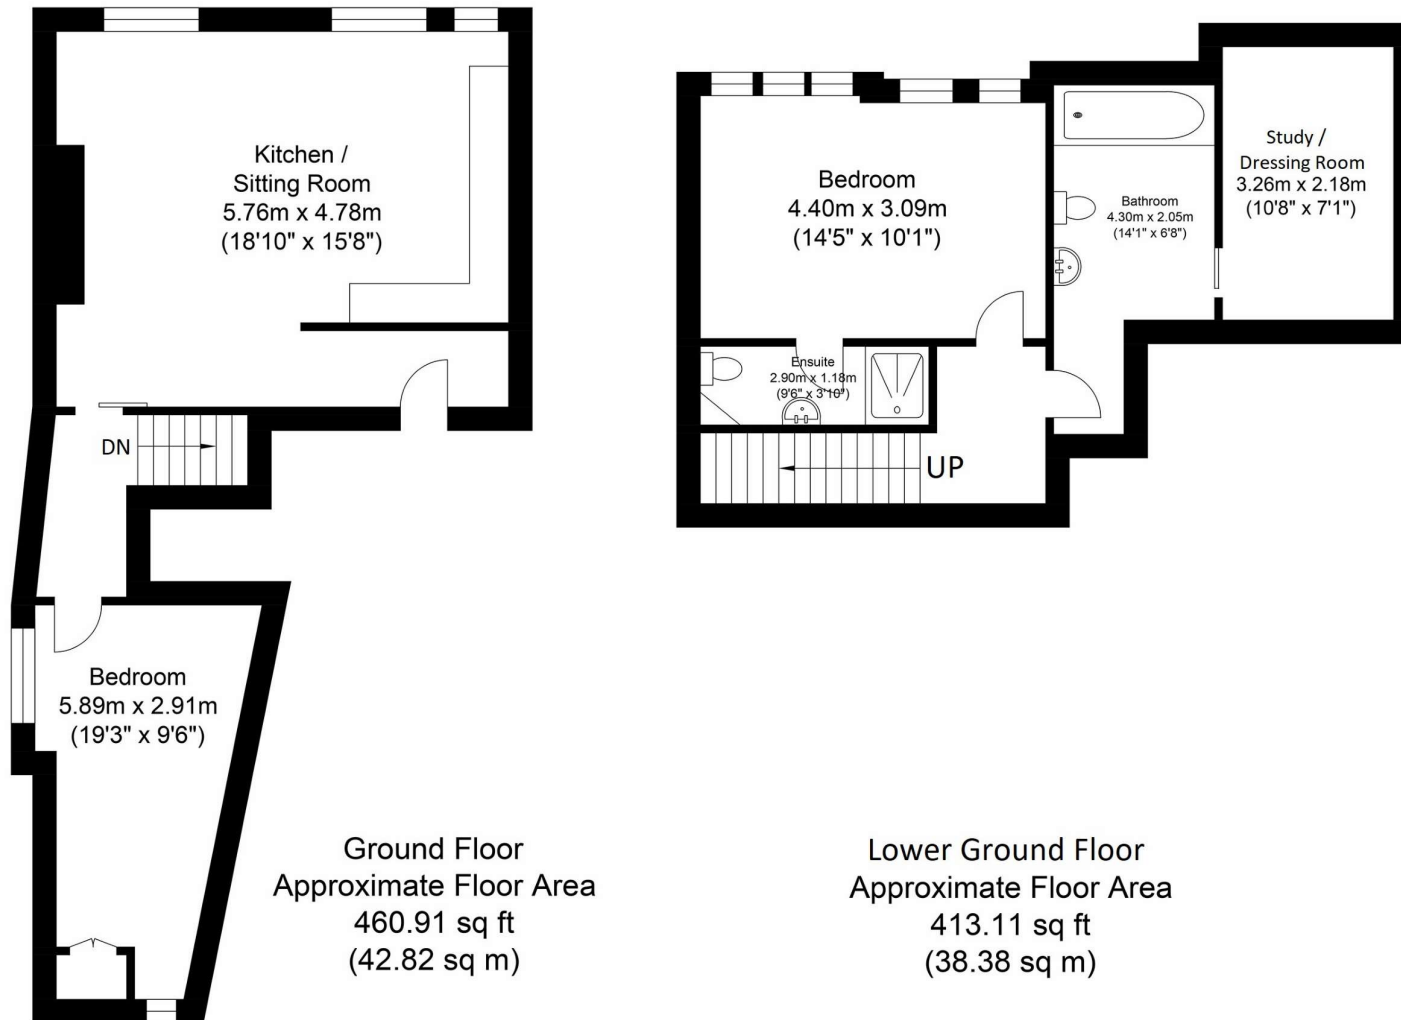 Kitchen /
Sitting Room
5.76m x 4.78m
(18'10" x 15'8")
DN
Bedroom
5.89m x 2.91m
(19'3" x 9'6")
Ground Floor
Approximate Floor Area
460.91 sq ft
(42.82 sq m)
Bedroom
4.40m x 3.09m
(14'5" x 10'1")
Bathroom
4.30m x 2.05m
(14'1" x 6'8")
Study /
Dressing Room
3.26m x 2.18m
(10'8" x 7'1")
Ensuite
2.90m x 1.18m
(9'6" x 3'10")
UP
Lower Ground Floor
Approximate Floor Area
413.11 sq ft
(38.38 sq m)